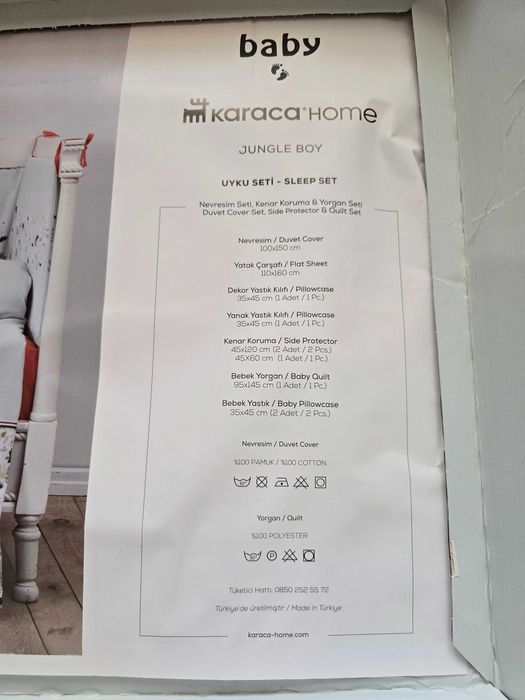 baby
Karaca HOME
JUNGLE BOY
UYKU SETİ - SLEEP SET
Nevresim Seti, Kenar Koruma & Yorgan Seti
Duvet Cover Set, Side Protector & Quilt Set
Nevresim / Duvet Cover
100x150 cm
Yatak Çarşafı / Flat Sheet
110x160 cm
Dekor Yastık Kılıfı / Pillowcase
35x45 cm (1 Adet / 1 Pc.)
Yanak Yastık Kılıfı / Pillowcase
35x45 cm (1 Adet / 1 Pc.)
Kenar Koruma / Side Protector
45x120 cm (2 Adet / 2 Pcs.)
45X60 cm (1 Adet / 1 Pc.)
Bebek Yorgan / Baby Quilt
95x145 cm (1 Adet / 1 Pc.)
Bebek Yastık / Baby Pillowcase
35x45 cm (2 Adet / 2 Pcs.)
Nevresim / Duvet Cover
%100 PAMUK / %100 COTTON
Yorgan / Quilt
%100 POLYESTER
Tüketici Hattı: 0850 252 55 72
Türkiye'de üretilmiştir / Made in Türkiye
karaca-home.com